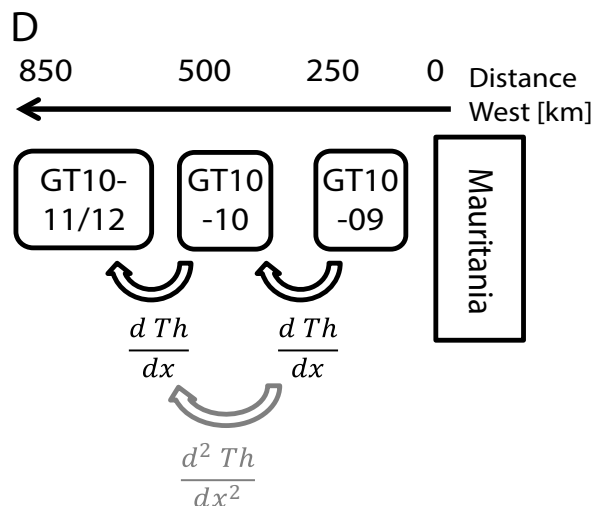 D
850 500 250 0 Distance
West [km]
GT10-
11/12
GT10
-10
GT10
-09
Mauritania
d Th
dx
d Th
dx
d² Th
dx²